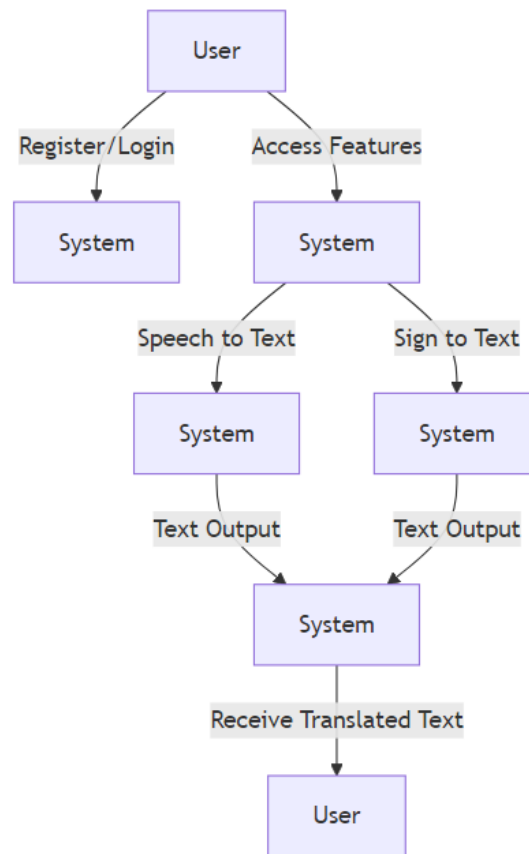 User
Register/Login
Access Features
System
System
Speech to Text
Sign to Text
System
System
Text Output
Text Output
System
Receive Translated Text
User